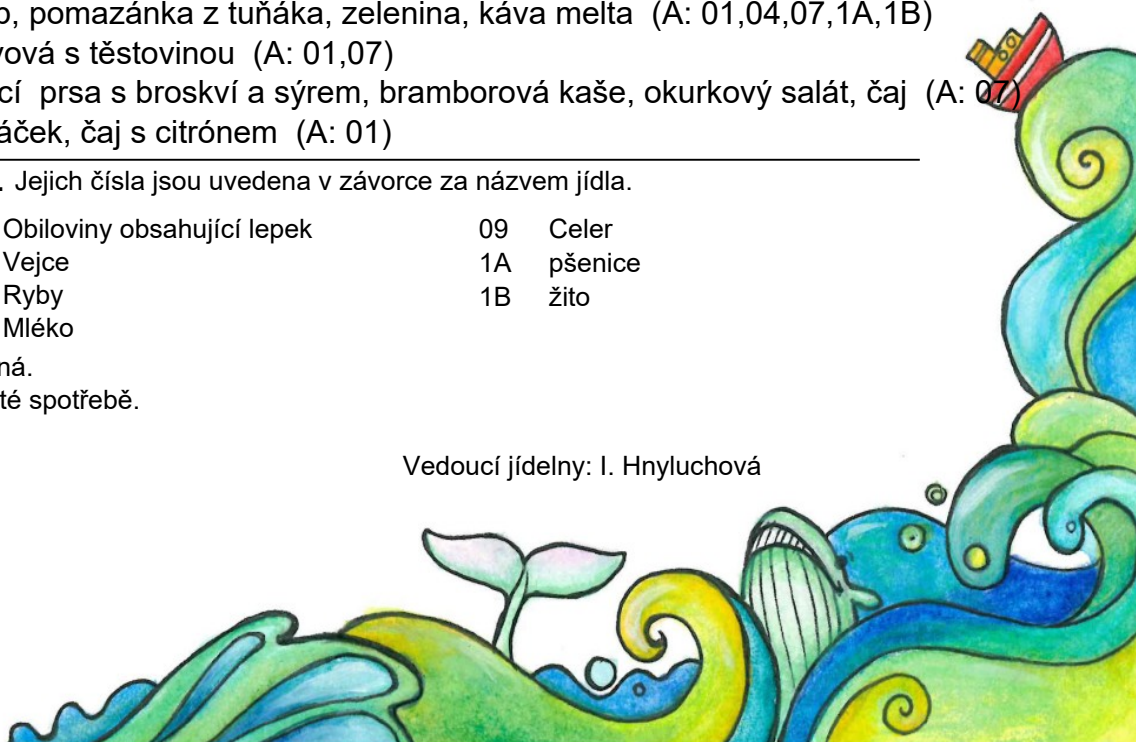 , pomazánka z tuňáka, zelenina, káva melta (A: 01,04,07,1A,1B)
vová s těstovinou (A: 01,07)
cí prsa s broskví a sýrem, bramborová kaše, okurkový salát, čaj (A: 07)
áček, čaj s citrónem (A: 01)
. Jejich čísla jsou uvedena v závorce za názvem jídla.
Obiloviny obsahující lepek 09 Celer
Vejce 1A pšenice
Ryby 1B žito
Mléko
ná.
té spotřebě.
Vedoucí jídelny: I. Hnyluchová